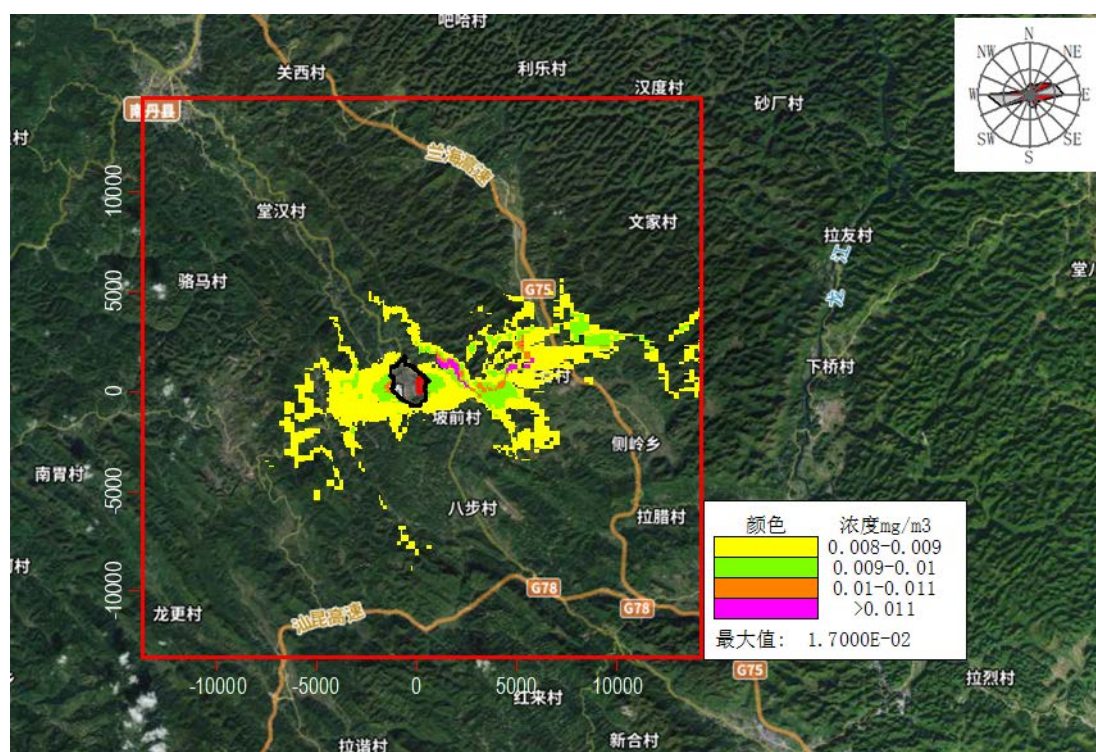 吧哈村
关西村
利乐村
汉度村
砂厂村
南丹县
兰海高速
堂汉村
文家村
拉友村
龙江
骆马村
G75
下桥村
坡前村
侧岭乡
南胃村
八步村
拉腊村
G78
G78
龙更村
汕昆高速
G75
红来村
拉烈村
拉谐村
新合村
N
NW
NE
W
E
SW
SE
S
10000
5000
0
-5000
-10000
-10000
-5000
0
5000
10000
颜色 浓度mg/m3
0.008-0.009
0.009-0.01
0.01-0.011
>0.011
最大值: 1.7000E-02